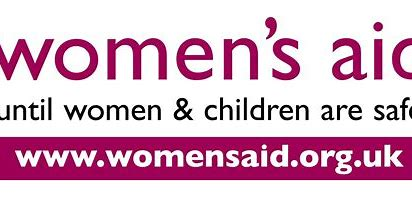 women's aid
until women & children are safe
www.womensaid.org.uk